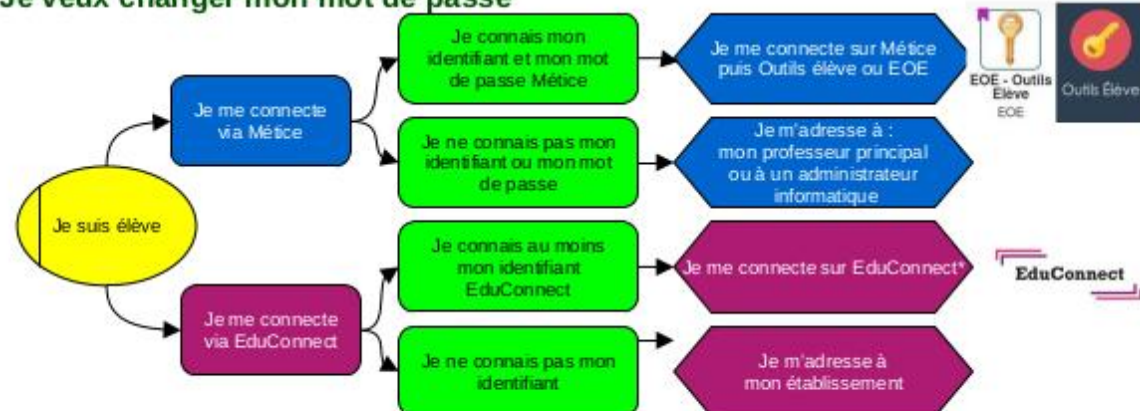 Je veux changer mon mot de passe
Je suis élève
Je me connecte
via Métice
Je connais mon
identifiant et mon mot
de passe Métice
Je me connecte sur Métice
puis Outils élève ou EOE
EOE - Outils
Élève
EOE
Outils Élève
Je ne connais pas mon
identifiant ou mon mot
de passe
Je m'adresse à :
mon professeur principal
ou à un administrateur
informatique
Je me connecte
via EduConnect
Je connais au moins
mon identifiant
EduConnect
Je me connecte sur EduConnect*
EduConnect
Je ne connais pas mon
identifiant
Je m'adresse à
mon établissement